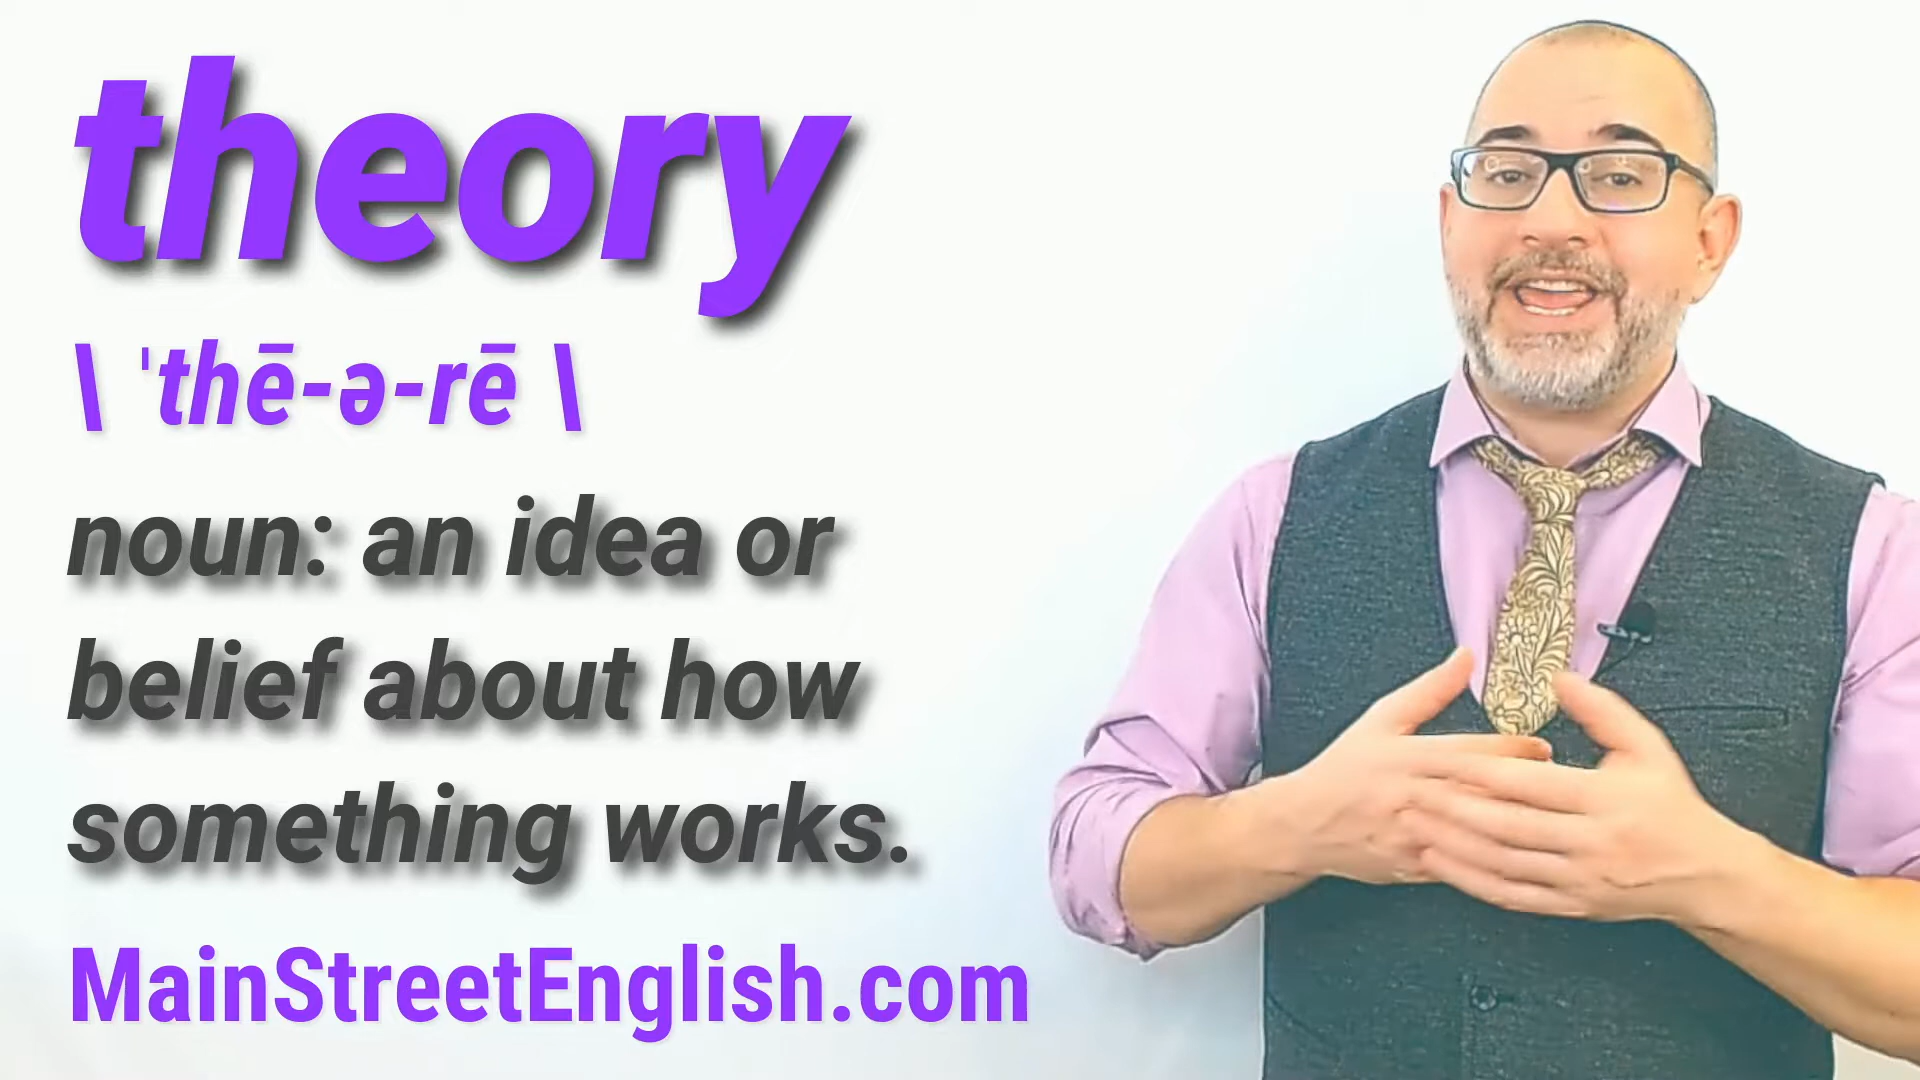 theory
\ ˈthē-ə-rē \
noun: an idea or
belief about how
something works.
MainStreetEnglish.com